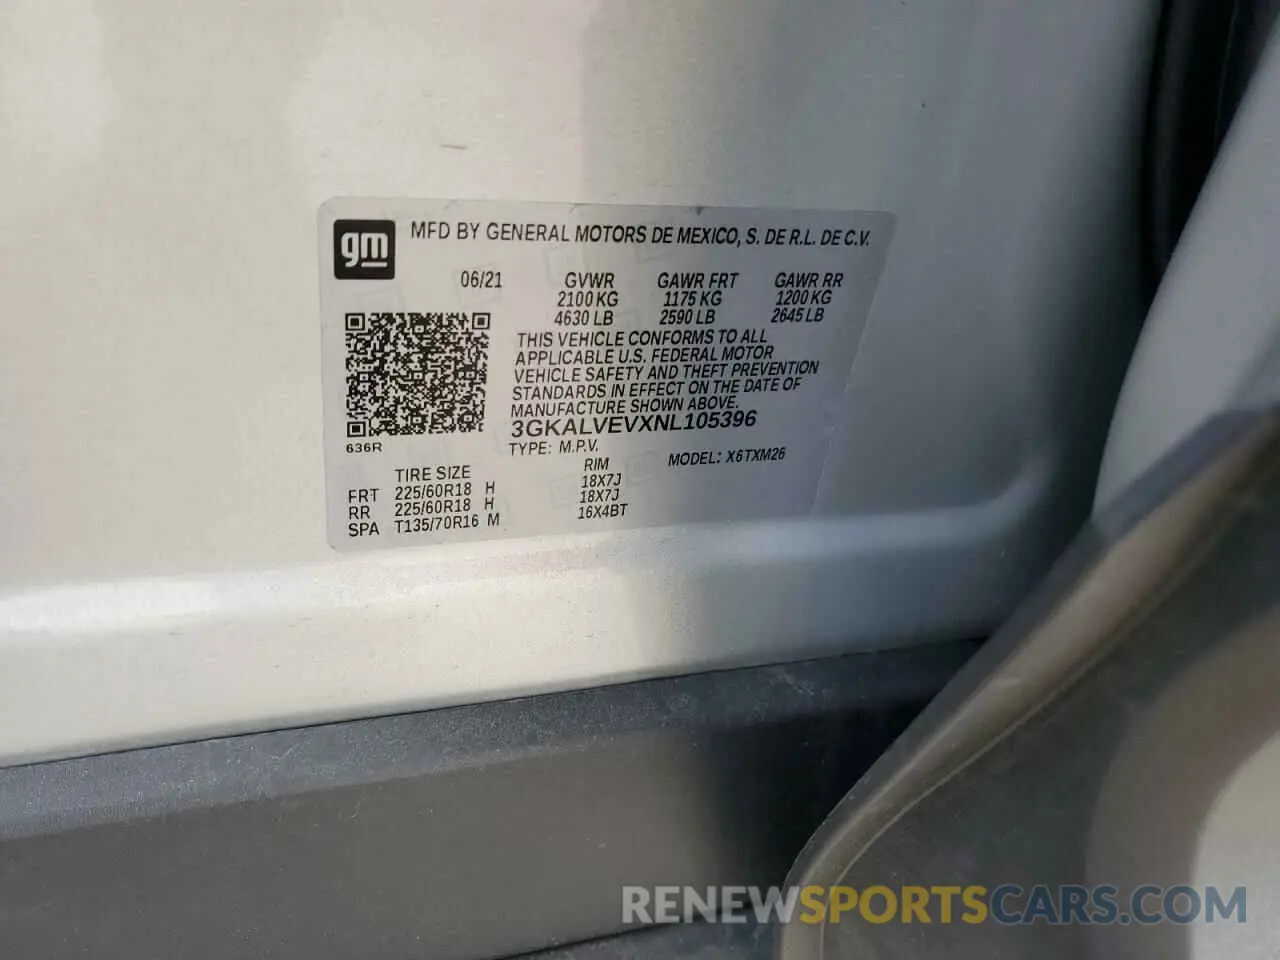 gm
MFD BY GENERAL MOTORS DE MEXICO, S. DE R.L. DE C.V.
06/21 GVWR GAWR FRT GAWR RR
2100 KG 1175 KG 1200 KG
4630 LB 2590 LB 2645 LB
THIS VEHICLE CONFORMS TO ALL
APPLICABLE U.S. FEDERAL MOTOR
VEHICLE SAFETY AND THEFT PREVENTION
STANDARDS IN EFFECT ON THE DATE OF
MANUFACTURE SHOWN ABOVE.
3GKALVEVXNL105396
636R
TYPE: M.P.V. MODEL: X6TXM26
TIRE SIZE RIM
FRT 225/60R18 H 18X7J
RR 225/60R18 H 18X7J
SPA T135/70R16 M 16X4BT
RENEWSPORTSCARS.COM